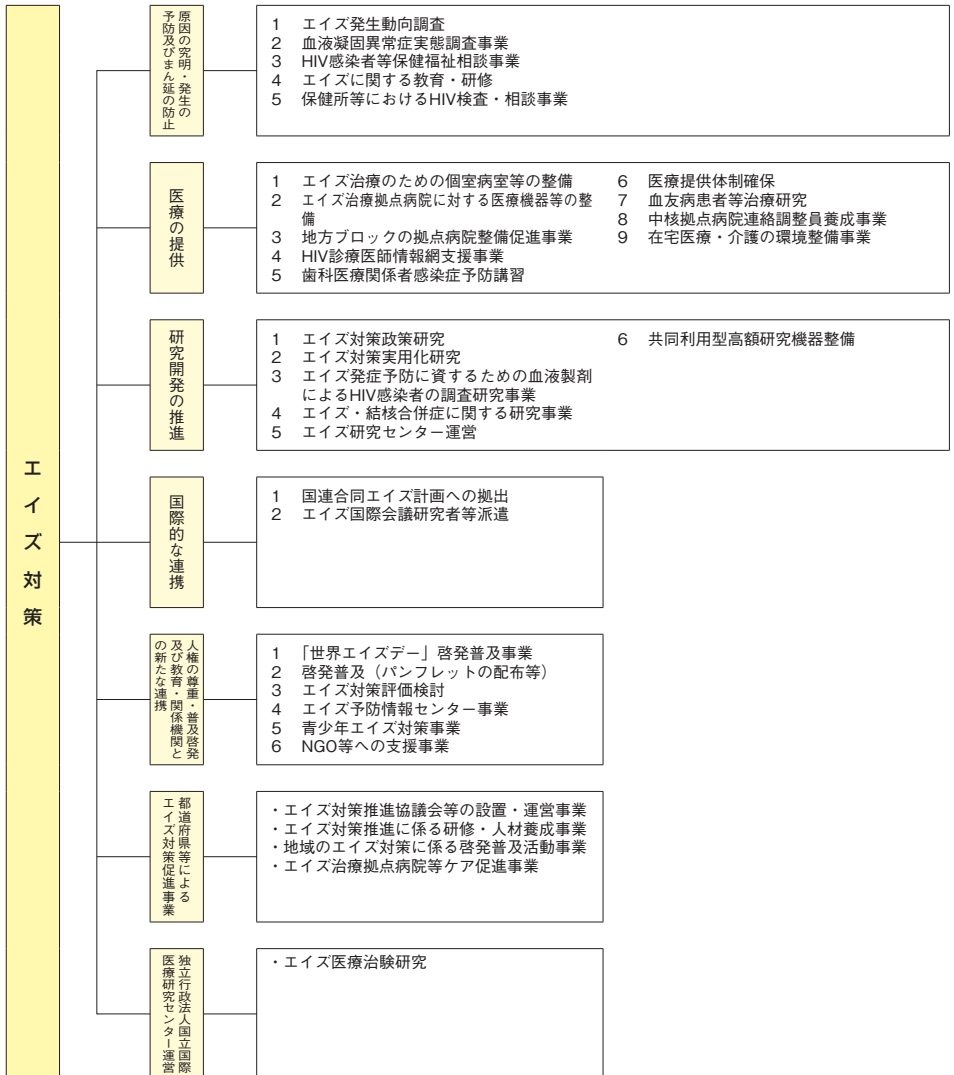 エイズ対策
原因の究明・発生の
予防及びまん延の防止
1 エイズ発生動向調査
2 血液凝固異常症実態調査事業
3 HIV感染者等保健福祉相談事業
4 エイズに関する教育・研修
5 保健所等におけるHIV検査・相談事業
医療の提供
1 エイズ治療のための個室病室等の整備
2 エイズ治療拠点病院に対する医療機器等の整
備
3 地方ブロックの拠点病院整備促進事業
4 HIV診療医師情報網支援事業
5 歯科医療関係者感染症予防講習
6 医療提供体制確保
7 血友病患者等治療研究
8 中核拠点病院連絡調整員養成事業
9 在宅医療・介護の環境整備事業
研究開発の推進
1 エイズ対策政策研究
2 エイズ対策実用化研究
3 エイズ発症予防に資するための血液製剤
によるHIV感染者の調査研究事業
4 エイズ・結核合併症に関する研究事業
5 エイズ研究センター運営
6 共同利用型高額研究機器整備
国際的な連携
1 国連合同エイズ計画への拠出
2 エイズ国際会議研究者等派遣
人権の尊重・普及啓発
及び教育・関係機関と
の新たな連携
1 「世界エイズデー」啓発普及事業
2 啓発普及（パンフレットの配布等）
3 エイズ対策評価検討
4 エイズ予防情報センター事業
5 青少年エイズ対策事業
6 NGO等への支援事業
都道府県等による
エイズ対策促進事業
・エイズ対策推進協議会等の設置・運営事業
・エイズ対策推進に係る研修・人材養成事業
・地域のエイズ対策に係る啓発普及活動事業
・エイズ治療拠点病院等ケア促進事業
独立行政法人国立国際
医療研究センター運営
・エイズ医療治験研究